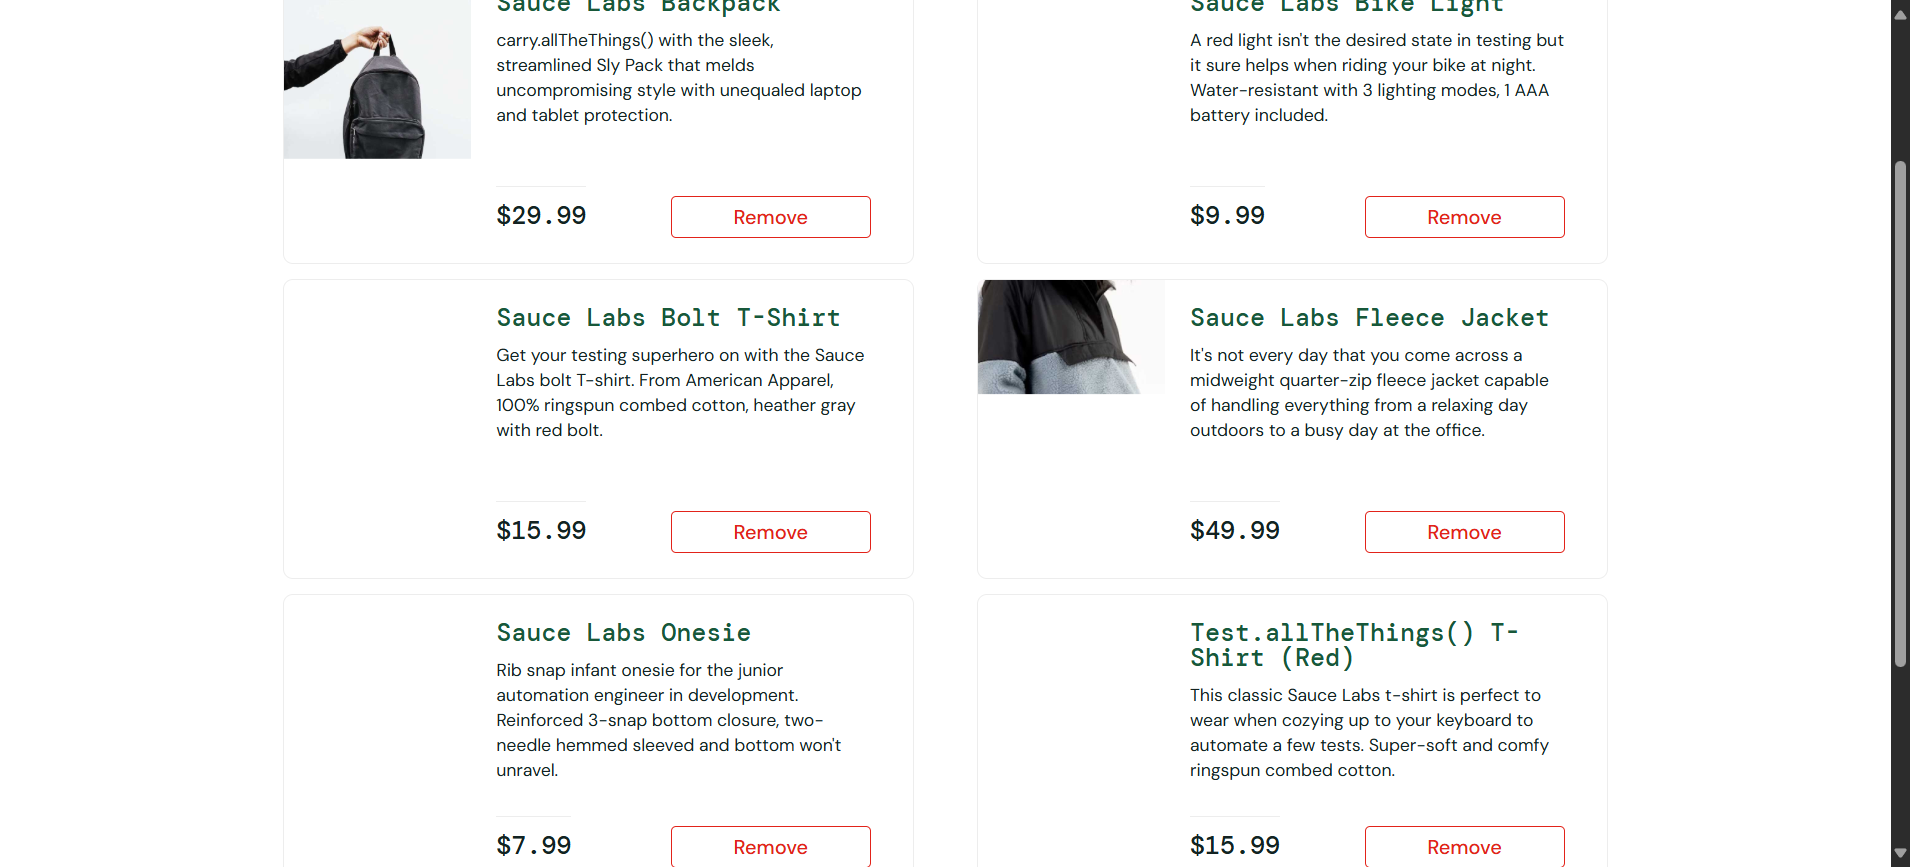 Sauce Labs Backpack
carry.allTheThings() with the sleek,
streamlined Sly Pack that melds
uncompromising style with unequaled laptop
and tablet protection.
$29.99
Remove
Sauce Labs Bike Light
A red light isn't the desired state in testing but
it sure helps when riding your bike at night.
Water-resistant with 3 lighting modes, 1 AAA
battery included.
$9.99
Remove
Sauce Labs Bolt T-Shirt
Get your testing superhero on with the Sauce
Labs bolt T-shirt. From American Apparel,
100% ringspun combed cotton, heather gray
with red bolt.
$15.99
Remove
Sauce Labs Fleece Jacket
It's not every day that you come across a
midweight quarter-zip fleece jacket capable
of handling everything from a relaxing day
outdoors to a busy day at the office.
$49.99
Remove
Sauce Labs Onesie
Rib snap infant onesie for the junior
automation engineer in development.
Reinforced 3-snap bottom closure, two-
needle hemmed sleeved and bottom won't
unravel.
$7.99
Remove
Test.allTheThings() T-
Shirt (Red)
This classic Sauce Labs t-shirt is perfect to
wear when cozying up to your keyboard to
automate a few tests. Super-soft and comfy
ringspun combed cotton.
$15.99
Remove